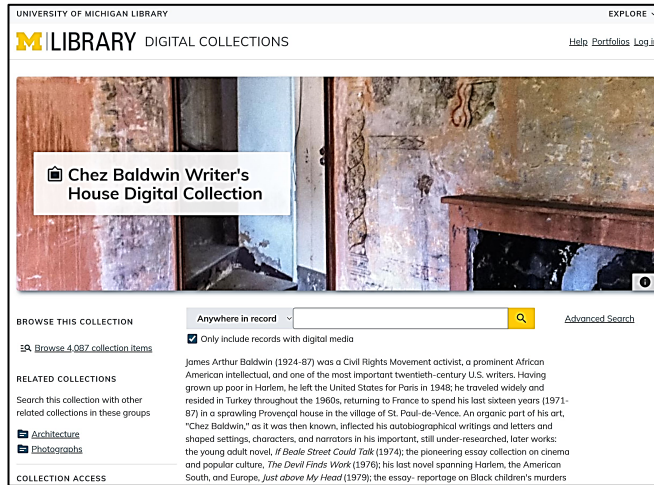 UNIVERSITY OF MICHIGAN LIBRARY
EXPLORE
M LIBRARY DIGITAL COLLECTIONS
Help Portfolios Log in
Chez Baldwin Writer's
House Digital Collection
BROWSE THIS COLLECTION
Browse 4,087 collection items
RELATED COLLECTIONS
Search this collection with other
related collections in these groups
Architecture
Photographs
COLLECTION ACCESS
Anywhere in record
Advanced Search
Only include records with digital media
James Arthur Baldwin (1924-87) was a Civil Rights Movement activist, a prominent African
American intellectual, and one of the most important twentieth-century U.S. writers. Having
grown up poor in Harlem, he left the United States for Paris in 1948; he traveled widely and
resided in Turkey throughout the 1960s, returning to France to spend his last sixteen years (1971-
87) in a sprawling Provençal house in the village of St. Paul-de-Vence. An organic part of his art,
"Chez Baldwin," as it was then known, inflected his autobiographical writings and letters and
shaped settings, characters, and narrators in his important, still under-researched, later works:
the young adult novel, If Beale Street Could Talk (1974); the pioneering essay collection on cinema
and popular culture, The Devil Finds Work (1976); his last novel spanning Harlem, the American
South, and Europe, Just above My Head (1979); the essay- reportage on Black children's murders